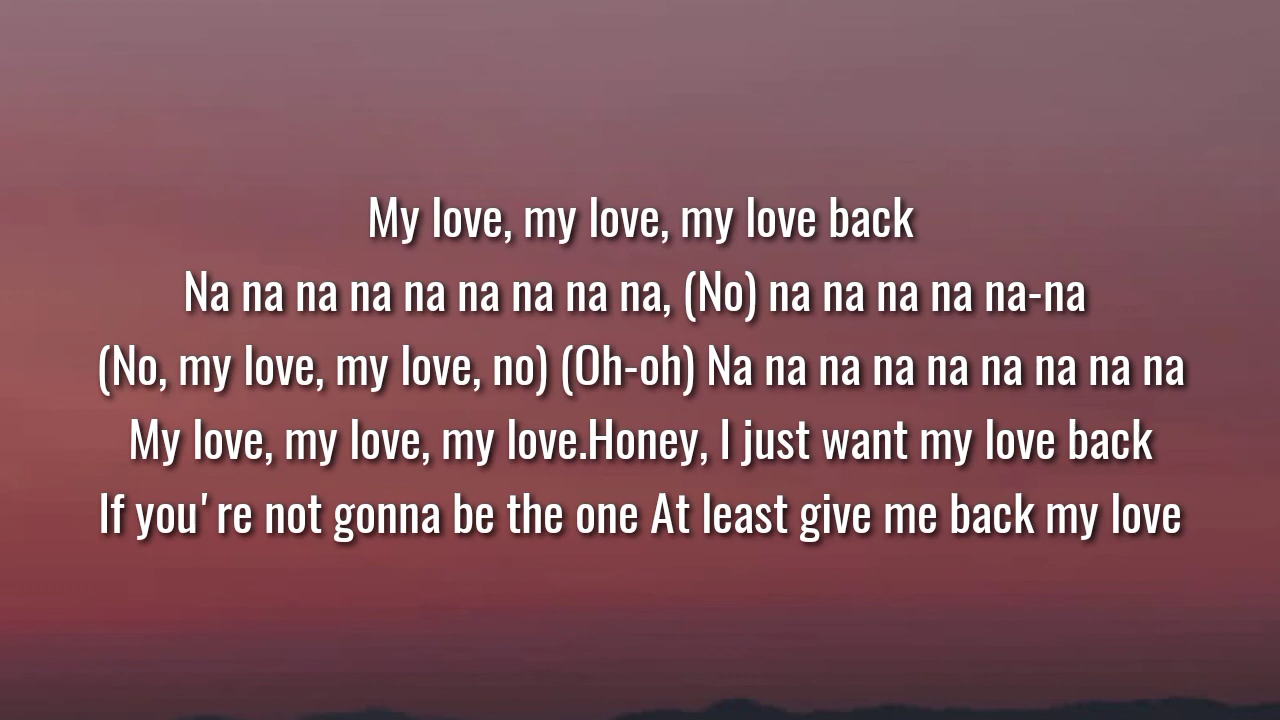 My love, my love, my love back
Na na na na na na na na na, (No) na na na na na-na
(No, my love, my love, no) (Oh-oh) Na na na na na na na na na
My love, my love, my love.Honey, I just want my love back
If you're not gonna be the one At least give me back my love